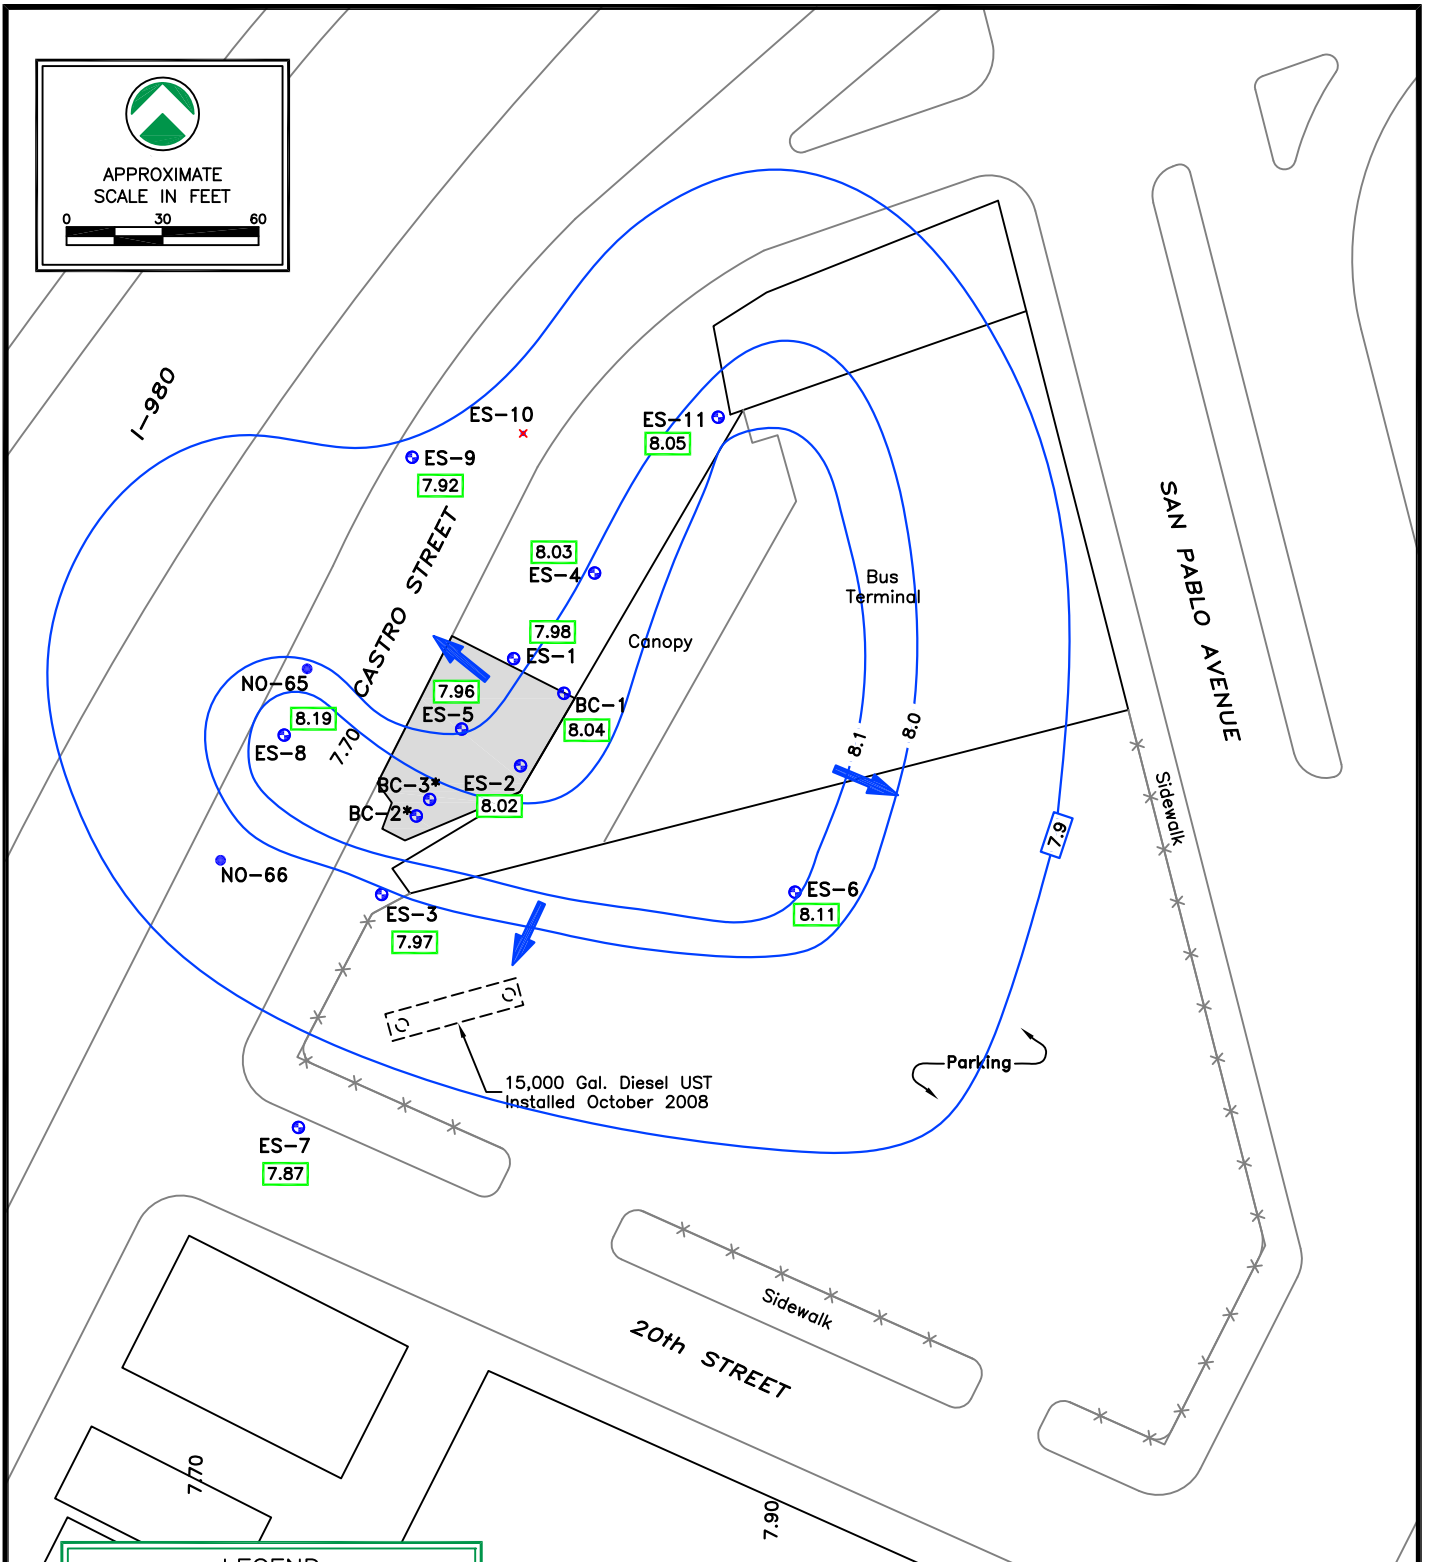 APPROXIMATE
SCALE IN FEET
0 30 60
I-980
ES-10
ES-9
7.92
ES-11
8.05
CASTRO STREET
8.03
ES-4
7.98
ES-1
Canopy
Bus
Terminal
SAN PABLO AVENUE
NO-65
8.19
ES-8
7.70
7.96
ES-5
BC-1
8.04
BC-3*
ES-2
8.02
BC-2*
8.1
8.0
7.9
Sidewalk
NO-66
ES-3
7.97
ES-6
8.11
15,000 Gal. Diesel UST
Installed October 2008
Parking
ES-7
7.87
Sidewalk
20th STREET
7.70
7.90
LEGEND